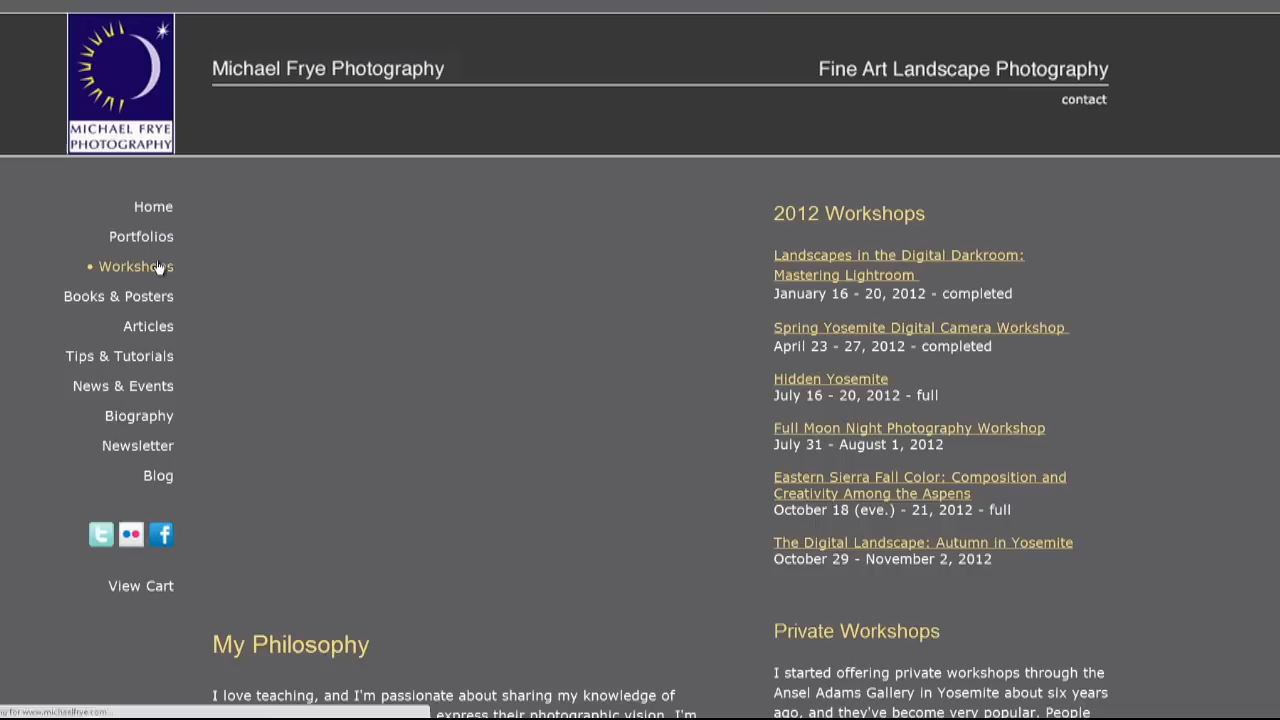 Michael Frye Photography
Fine Art Landscape Photography
contact
MICHAEL FRYE
PHOTOGRAPHY
Home
Portfolios
• Workshops
Books & Posters
Articles
Tips & Tutorials
News & Events
Biography
Newsletter
Blog
View Cart
2012 Workshops
Landscapes in the Digital Darkroom:
Mastering Lightroom
January 16 - 20, 2012 - completed
Spring Yosemite Digital Camera Workshop
April 23 - 27, 2012 - completed
Hidden Yosemite
July 16 - 20, 2012 - full
Full Moon Night Photography Workshop
July 31 - August 1, 2012
Eastern Sierra Fall Color: Composition and
Creativity Among the Aspens
October 18 (eve.) - 21, 2012 - full
The Digital Landscape: Autumn in Yosemite
October 29 - November 2, 2012
My Philosophy
I love teaching, and I'm passionate about sharing my knowledge of
express their photographic vision. I'm
Private Workshops
I started offering private workshops through the
Ansel Adams Gallery in Yosemite about six years
ago, and they've become very popular. People
for www.michaelfrye.com...